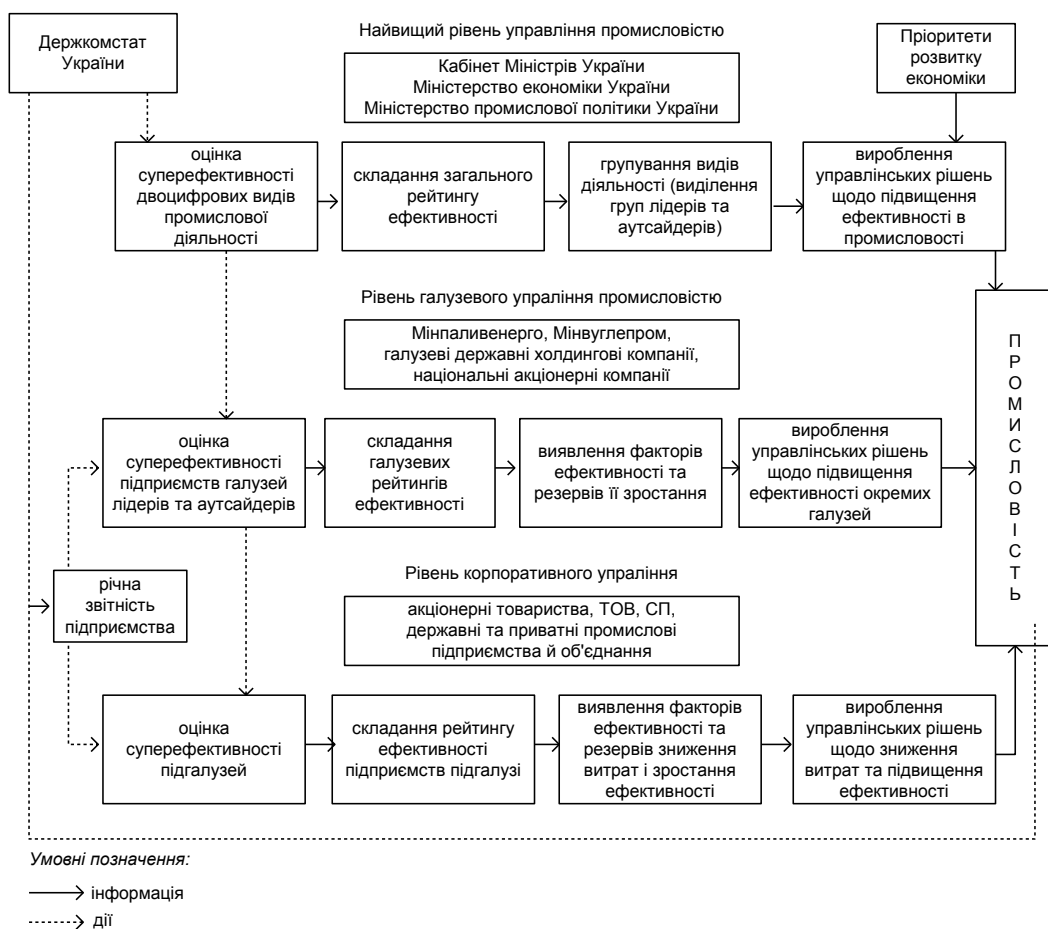 Держкомстат
України
Найвищий рівень управління промисловістю
Кабінет Міністрів України
Міністерство економіки України
Міністерство промислової політики України
Пріоритети
розвитку
економіки
оцінка
суперефективності
двоцифрових видів
промислової
діяльності
складання загального
рейтингу
ефективності
групування видів
діяльності (виділення
груп лідерів та
аутсайдерів)
вироблення
управлінських рішень
щодо підвищення
ефективності в
промисловості
Рівень галузевого упраління промисловістю
Мінпаливенерго, Мінвуглепром,
галузеві державні холдингові компанії,
національні акціонерні компанії
оцінка
суперефективності
підприємств галузей
лідерів та аутсайдерів
складання
галузевих
рейтингів
ефективності
виявлення факторів
ефективності та
резервів її зростання
вироблення
управлінських рішень
щодо підвищення
ефективності окремих
галузей
П
Р
О
М
И
С
Л
О
В
І
С
Т
Ь
річна
звітність
підприємства
Рівень корпоративного упраління
акціонерні товариства, ТОВ, СП,
державні та приватні промислові
підприємства й об'єднання
оцінка
суперефективності
підгалузей
складання рейтингу
ефективності
підприємств підгалузі
виявлення факторів
ефективності та
резервів зниження
витрат і зростання
ефективності
вироблення
управлінських рішень
щодо зниження
витрат та підвищення
ефективності
Умовні позначення:
інформація
дії